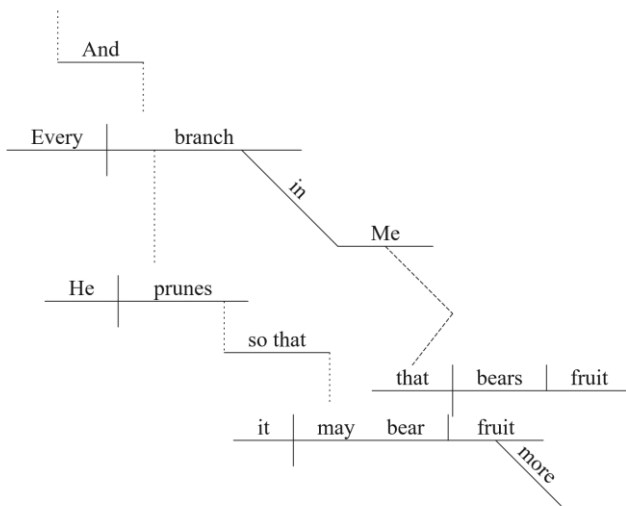 And
Every branch
in
Me
He prunes
so that
that bears fruit
it may bear fruit
more